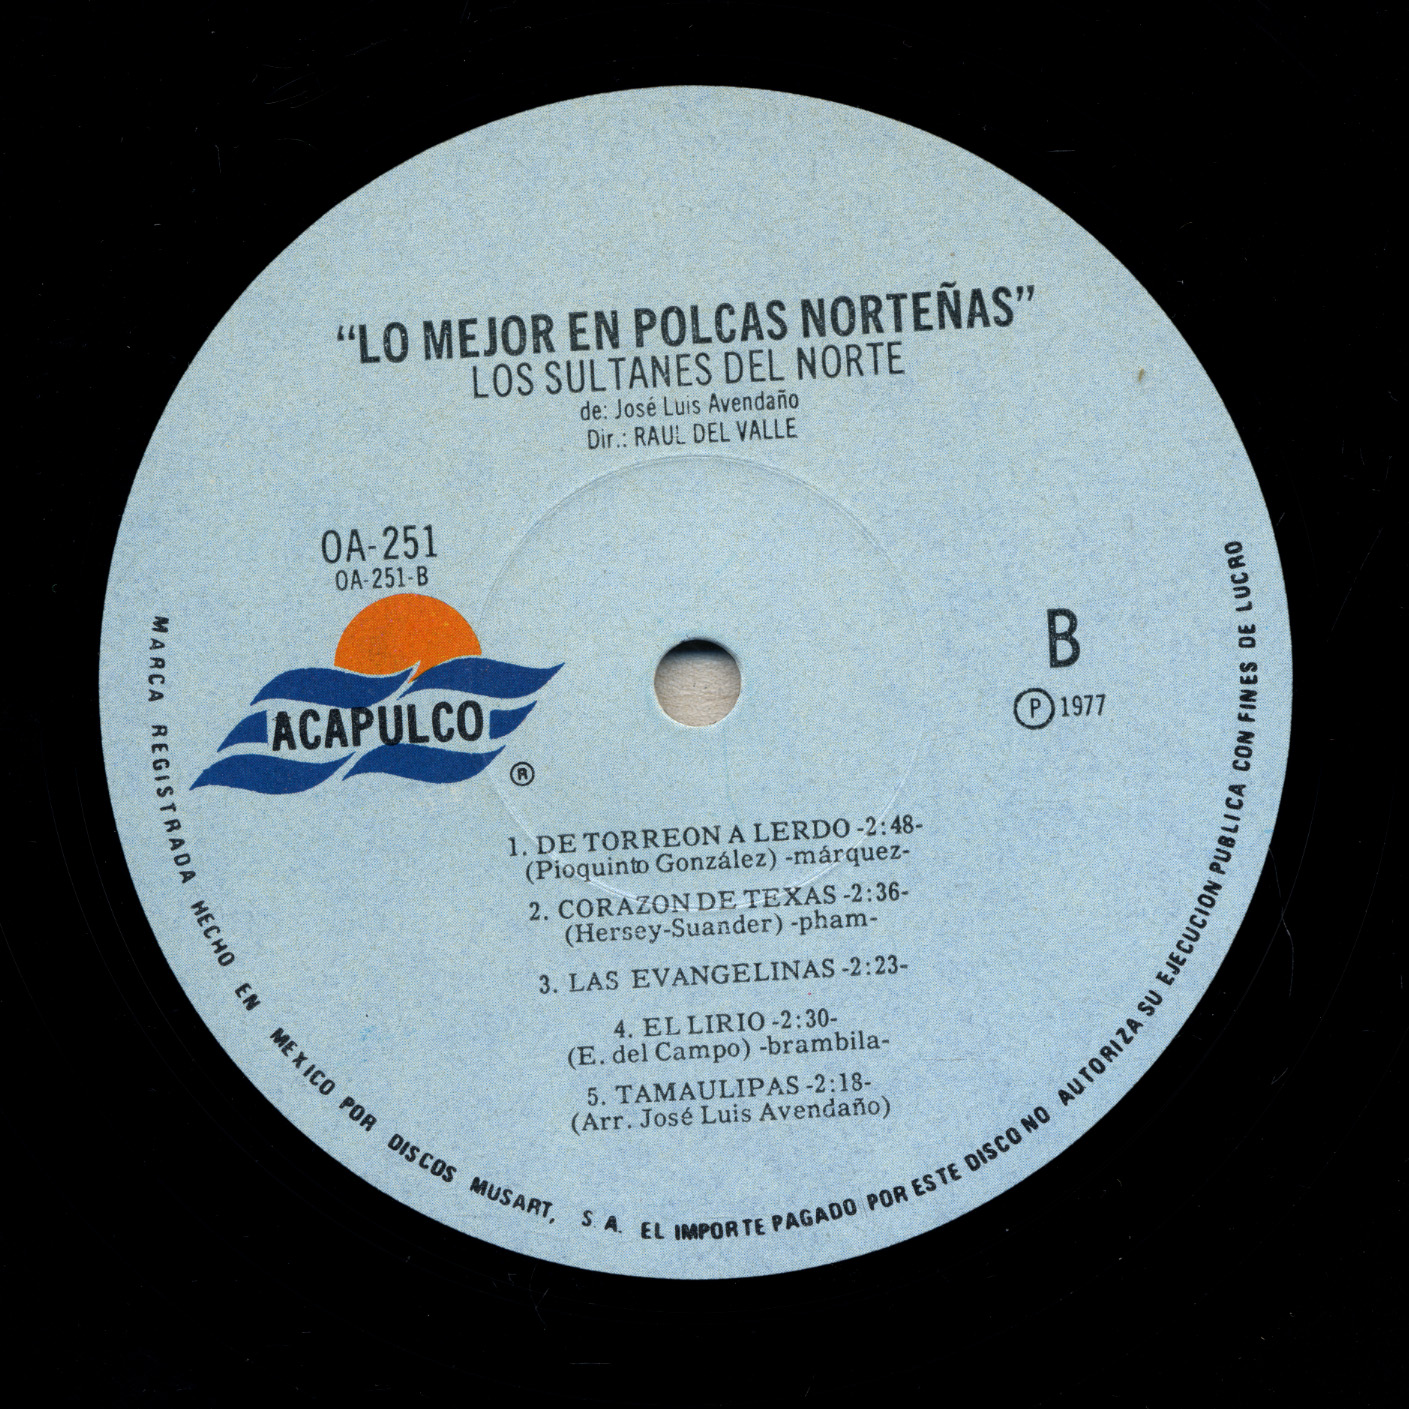 “LO MEJOR EN POLCAS NORTEÑAS”
LOS SULTANES DEL NORTE
de: José Luis Avendaño
Dir.: RAUL DEL VALLE
OA-251
OA-251-B
ACAPULCO
®
B
Ⓟ 1977
1. DE TORREON A LERDO -2:48-
(Pioquinto González) -márquez-
2. CORAZON DE TEXAS -2:36-
(Hersey-Suander) -pham-
3. LAS EVANGELINAS -2:23-
4. EL LIRIO -2:30-
(E. del Campo) -brambila-
5. TAMAULIPAS -2:18-
(Arr. José Luis Avendaño)
MARCA REGISTRADA HECHO EN MEXICO POR DISCOS MUSART, S A. EL IMPORTE PAGADO POR ESTE DISCO NO AUTORIZA SU EJECUCION PUBLICA CON FINES DE LUCRO